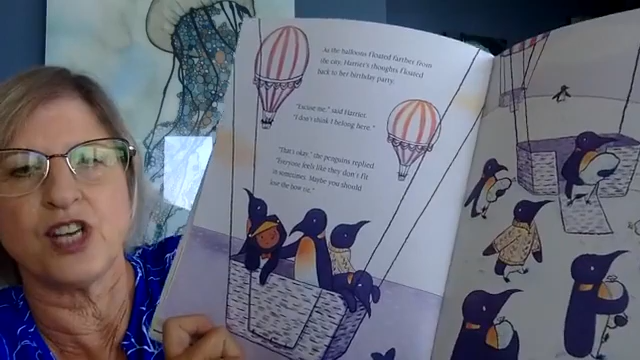 As the balloons floated farther from
the city, Harriet's thoughts floated
back to her birthday party.
"Excuse me," said Harriet.
"I don't think I belong here."
"That's okay," the penguins replied.
"Everyone feels like they don't fit
in sometimes. Maybe you should
lose the bow tie."